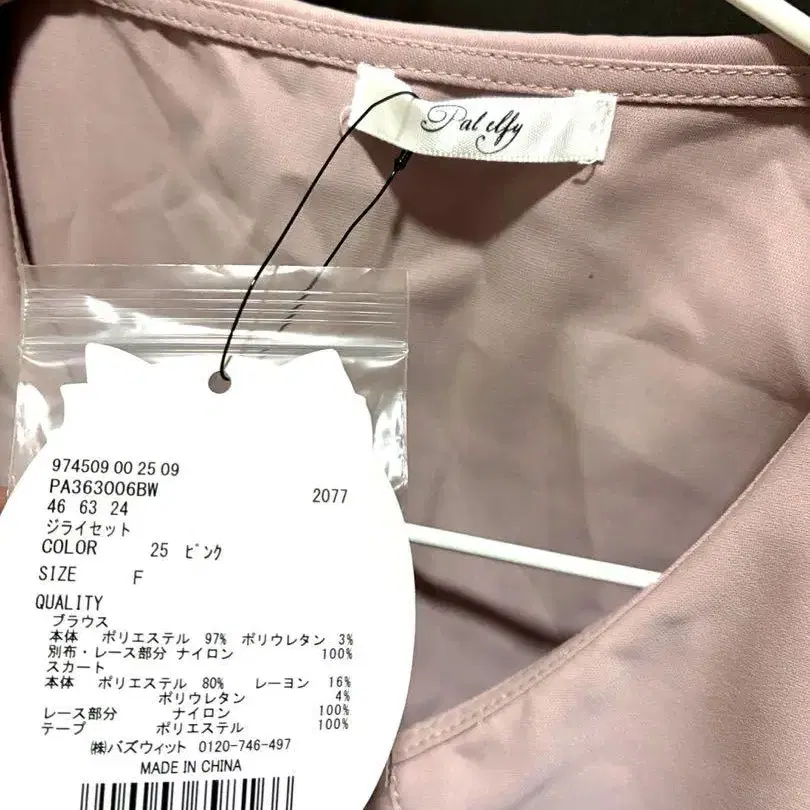 Pat elfy
974509 00 25 09
PA363006BW 2077
46 63 24
ジライセット
COLOR 25 ピンク
SIZE F
QUALITY
ブラウス
本体 ポリエステル 97% ポリウレタン 3%
別布・レース部分 ナイロン 100%
スカート
本体 ポリエステル 80% レーヨン 16%
ポリウレタン 4%
レース部分 ナイロン 100%
テープ ポリエステル 100%
㈱バズウィット 0120-746-497
MADE IN CHINA